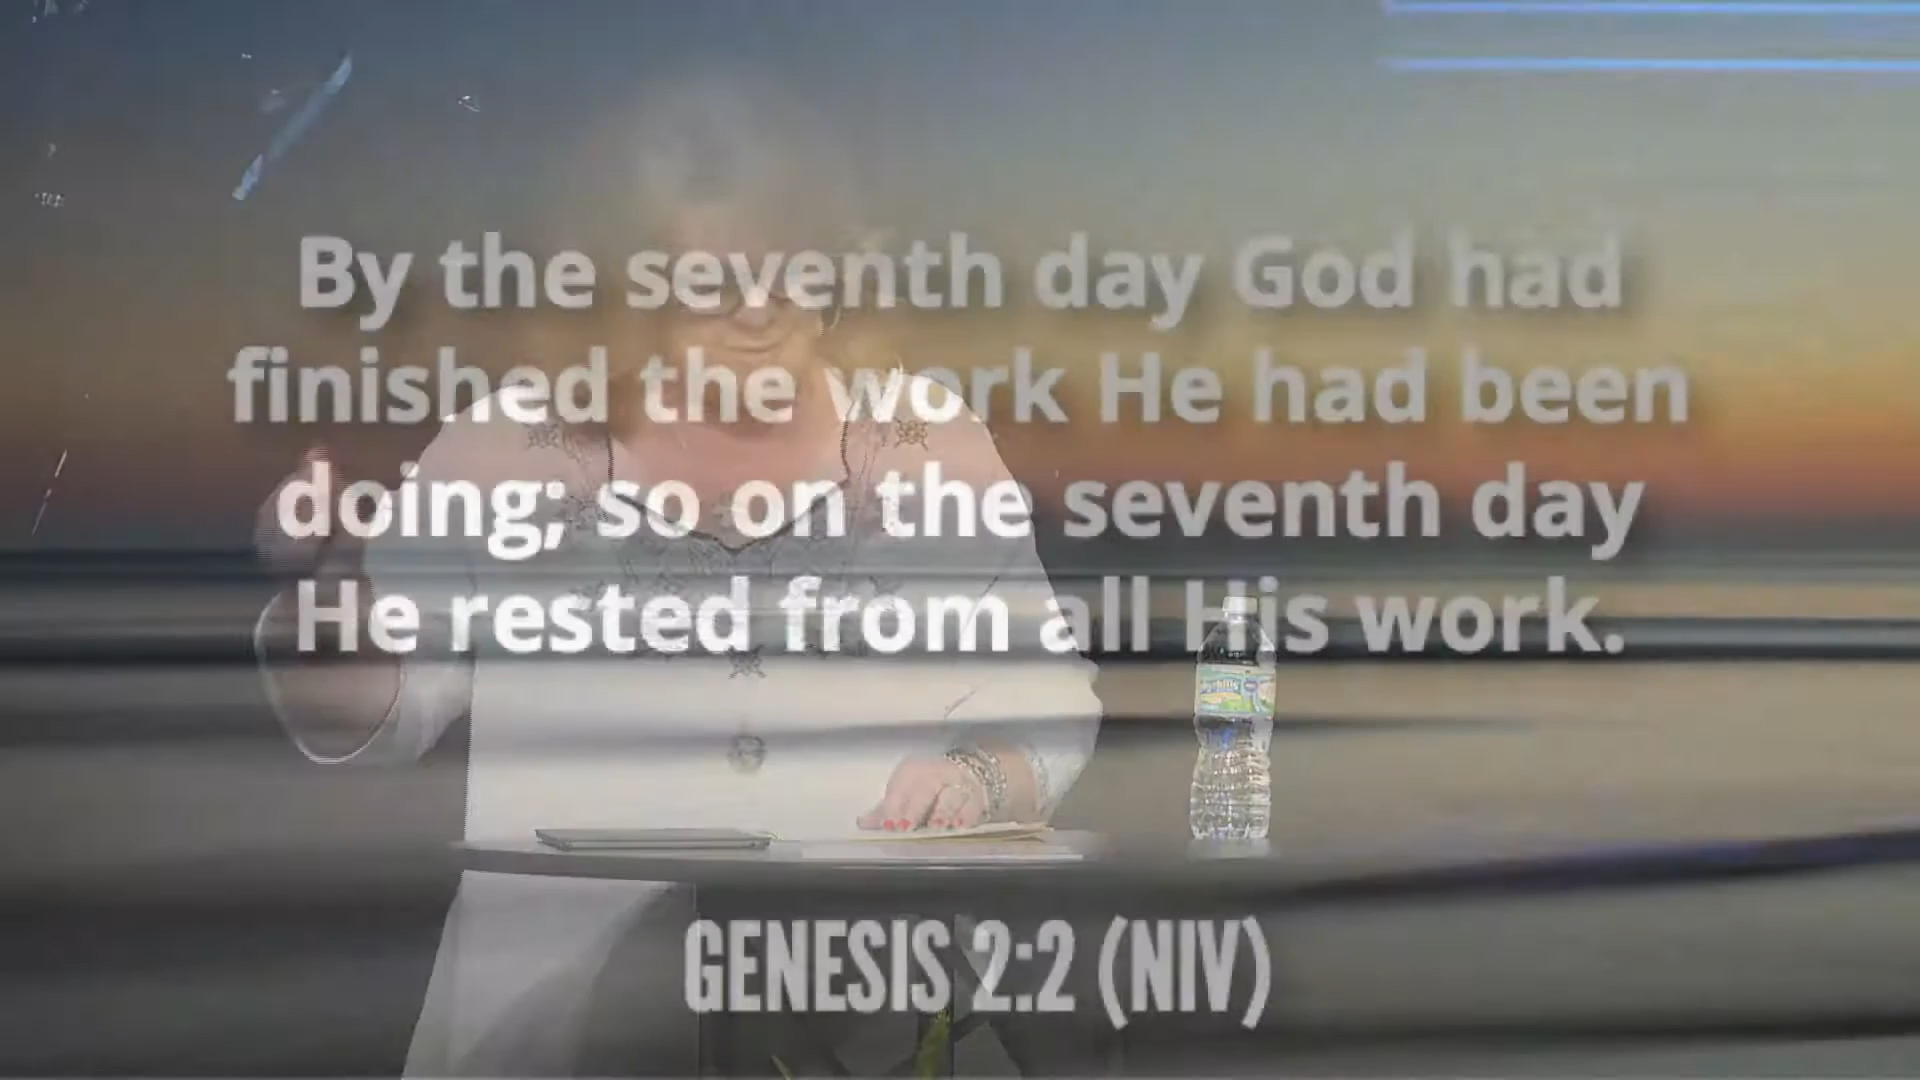 By the seventh day God had
finished the work He had been
doing; so on the seventh day
He rested from all His work.
GENESIS 2:2 (NIV)